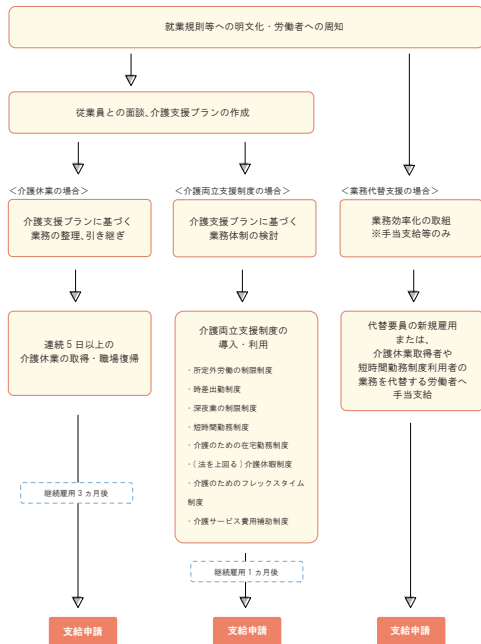 就業規則等への明文化・労働者への周知
従業員との面談、介護支援プランの作成
＜介護休業の場合＞
介護支援プランに基づく
業務の整理、引き継ぎ
連続５日以上の
介護休業の取得・職場復帰
継続雇用３ヵ月後
支給申請
＜介護両立支援制度の場合＞
介護支援プランに基づく
業務体制の検討
介護両立支援制度の
導入・利用
・所定外労働の制限制度
・時差出勤制度
・深夜業の制限制度
・短時間勤務制度
・介護のための在宅勤務制度
・（法を上回る）介護休暇制度
・介護のためのフレックスタイム
制度
・介護サービス費用補助制度
継続雇用１ヵ月後
支給申請
＜業務代替支援の場合＞
業務効率化の取組
※手当支給等のみ
代替要員の新規雇用
または、
介護休業取得者や
短時間勤務制度利用者の
業務を代替する労働者へ
手当支給
支給申請